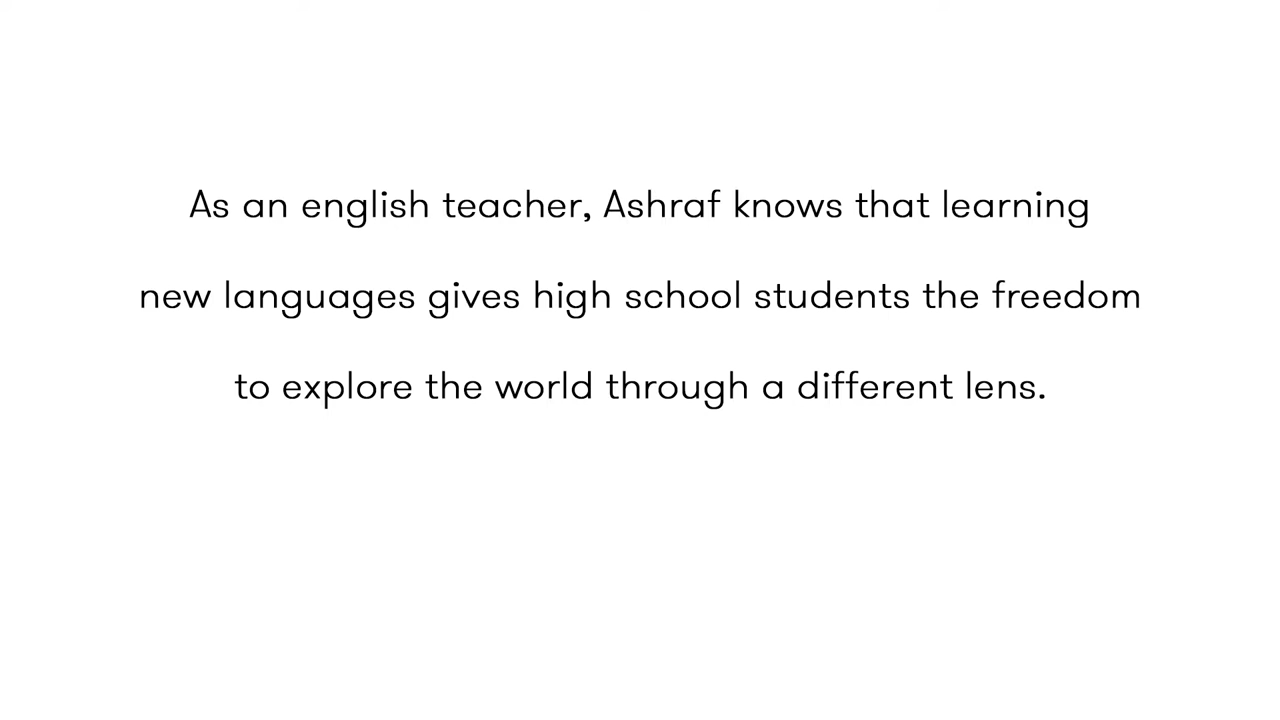 As an english teacher, Ashraf knows that learning
new languages gives high school students the freedom
to explore the world through a different lens.